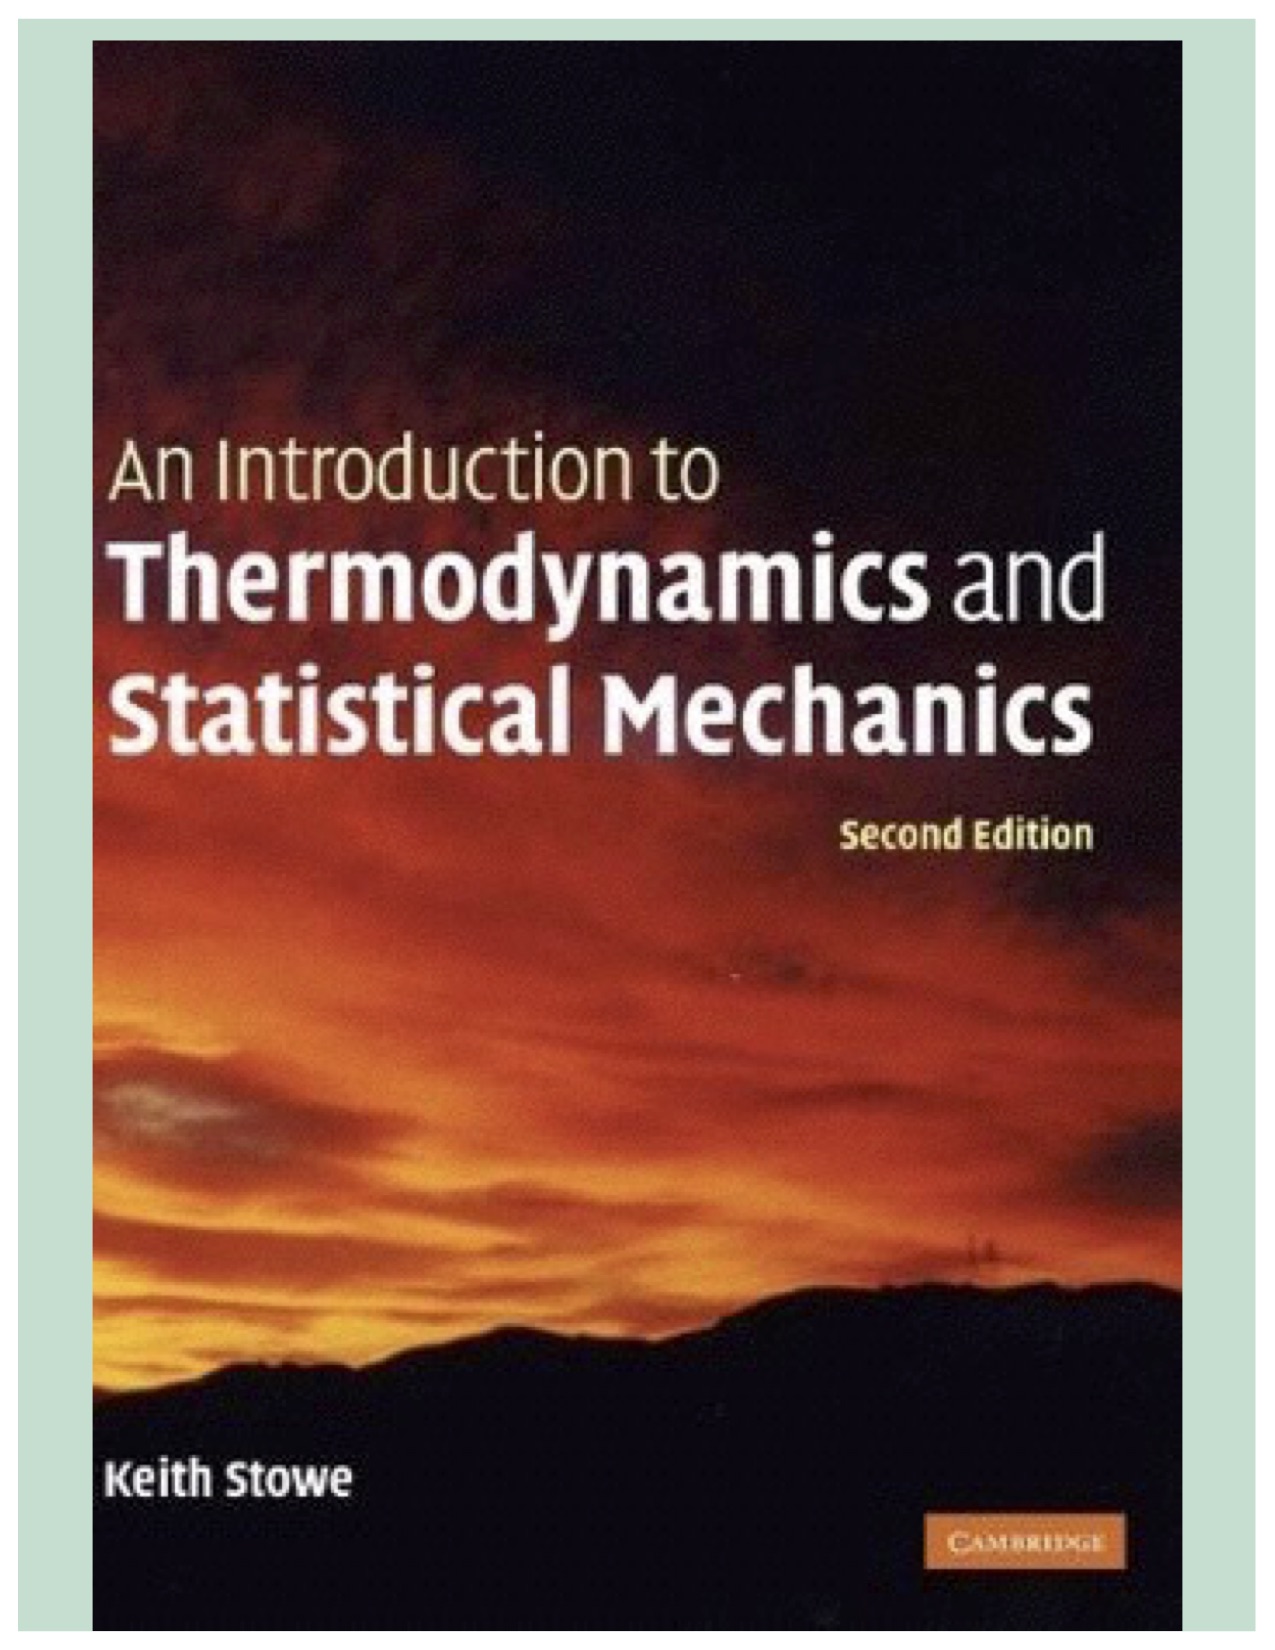 An Introduction to
Thermodynamics and
Statistical Mechanics
Second Edition
Keith Stowe
CAMBRIDGE